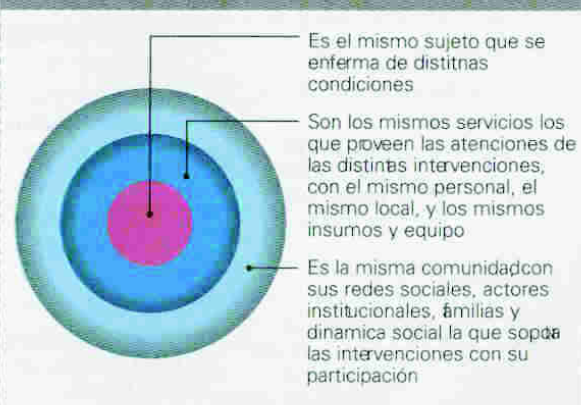 Es el mismo sujeto que se
enferma de distitnas
condiciones
Son los mismos servicios los
que proveen las atenciones de
las distintas intervenciones,
con el mismo personal, el
mismo local, y los mismos
insumos y equipo
Es la misma comunidadcon
sus redes sociales, actores
institucionales, familias y
dinamica social la que sopota
las intervenciones con su
participación